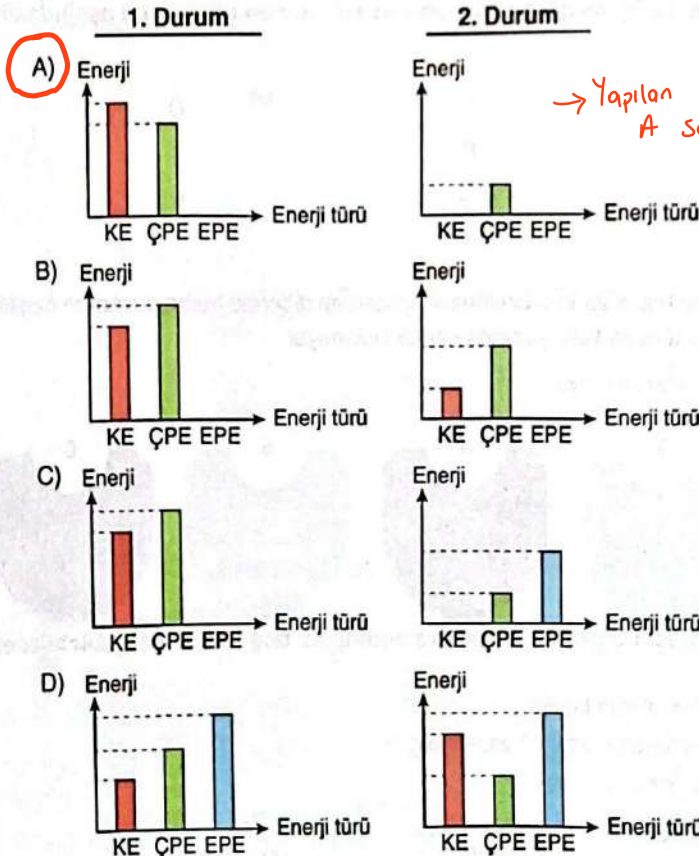 1. Durum
2. Durum
A)
Enerji
KE ÇPE EPE
Enerji türü
Enerji
KE ÇPE EPE
Enerji türü
→ Yapılan
A
B)
Enerji
KE ÇPE EPE
Enerji türü
Enerji
KE ÇPE EPE
Enerji türü
C)
Enerji
KE ÇPE EPE
Enerji türü
Enerji
KE ÇPE EPE
Enerji türü
D)
Enerji
KE ÇPE EPE
Enerji türü
Enerji
KE ÇPE EPE
Enerji türü